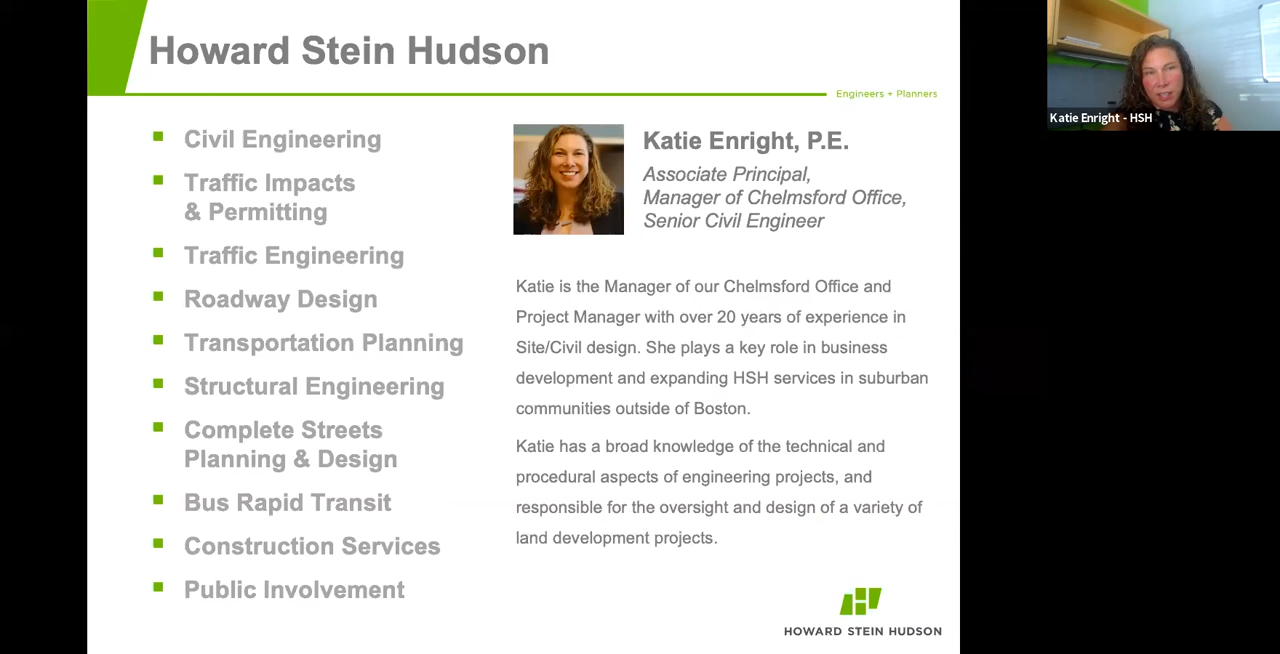 Howard Stein Hudson
Engineers + Planners
Katie Enright - HSH
Civil Engineering
Traffic Impacts
& Permitting
Traffic Engineering
Roadway Design
Transportation Planning
Structural Engineering
Complete Streets
Planning & Design
Bus Rapid Transit
Construction Services
Public Involvement
Katie Enright, P.E.
Associate Principal,
Manager of Chelmsford Office,
Senior Civil Engineer
Katie is the Manager of our Chelmsford Office and
Project Manager with over 20 years of experience in
Site/Civil design. She plays a key role in business
development and expanding HSH services in suburban
communities outside of Boston.
Katie has a broad knowledge of the technical and
procedural aspects of engineering projects, and
responsible for the oversight and design of a variety of
land development projects.
HOWARD STEIN HUDSON